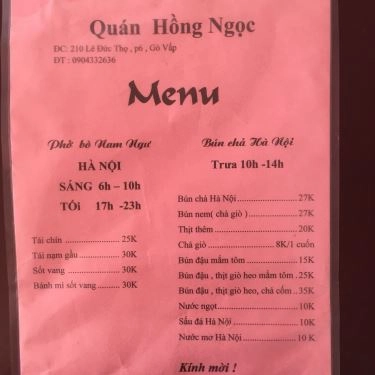 Quán Hồng Ngọc
ĐC: 210 Lê Đức Thọ , p6 , Gò Vấp
ĐT : 0904332636
Menu
Phở bò Nam Ngư
HÀ NỘI
SÁNG 6h – 10h
TỐI 17h -23h
Tái chín 25K
Tái nạm gầu 30K
Sốt vang 30K
Bánh mì sốt vang 30K
Bún chả Hà Nội
Trưa 10h -14h
Bún chả Hà Nội 27K
Bún nem( chả giò ) 27K
Thịt thêm 20K
Chả giò 8K/1 cuốn
Bún đậu mắm tôm 15K
Bún đậu , thịt giò heo mắm tôm 25K
Bún đậu , thịt giò heo, chả cốm 35K
Nước ngọt 10K
Sấu đá Hà Nội 10K
Nước mơ Hà Nội 10 K
Kính mời !